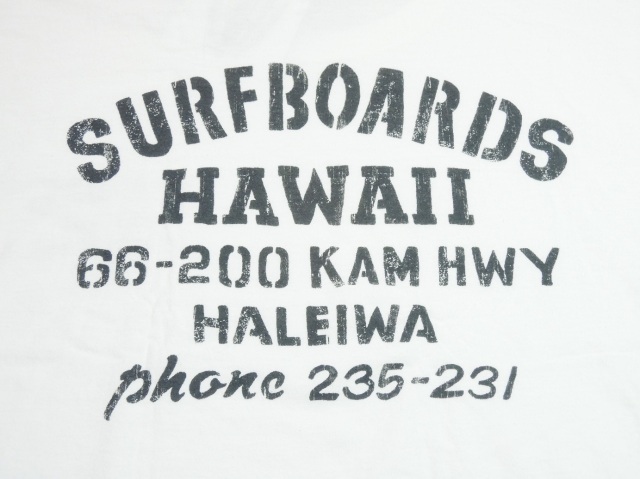 SURFBOARDS
HAWAII
66-200 KAM HWY
HALEIWA
phone 235-231